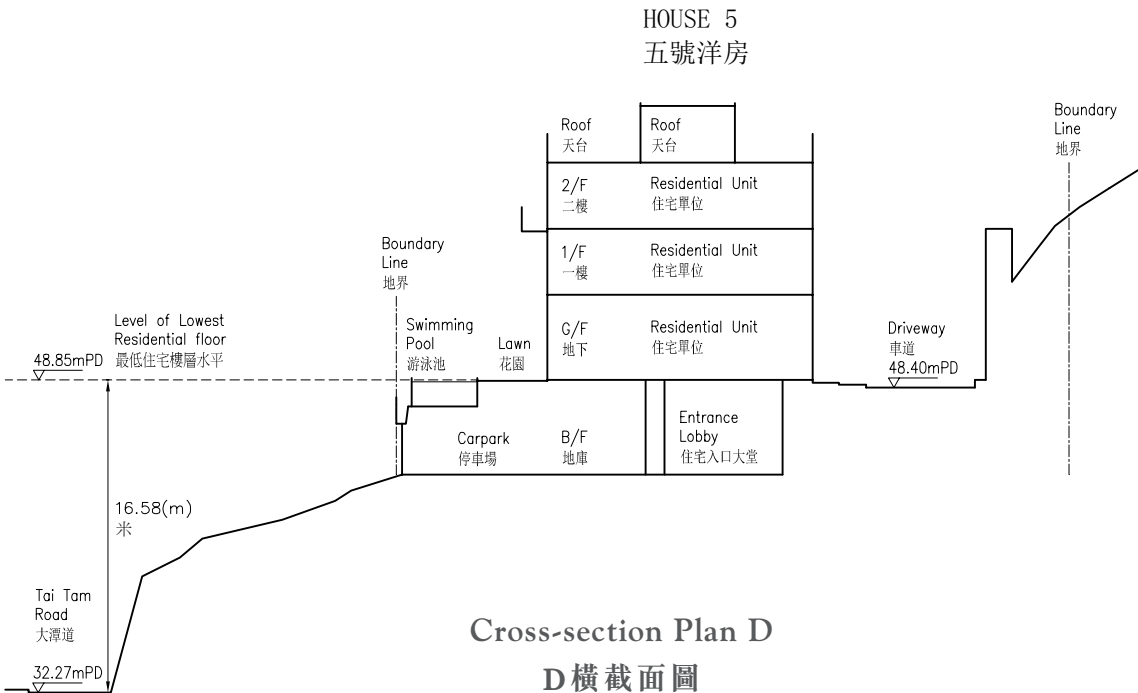 HOUSE 5
五號洋房
Roof
天台
Roof
天台
Boundary
Line
地界
2/F
二樓
Residential Unit
住宅單位
1/F
一樓
Residential Unit
住宅單位
Boundary
Line
地界
Level of Lowest
Residential floor
最低住宅樓層水平
48.85mPD
Swimming
Pool
游泳池
Lawn
花園
G/F
地下
Residential Unit
住宅單位
Driveway
車道
48.40mPD
Carpark
停車場
B/F
地庫
Entrance
Lobby
住宅入口大堂
16.58(m)
米
Tai Tam
Road
大潭道
32.27mPD
Cross-section Plan D
D橫截面圖